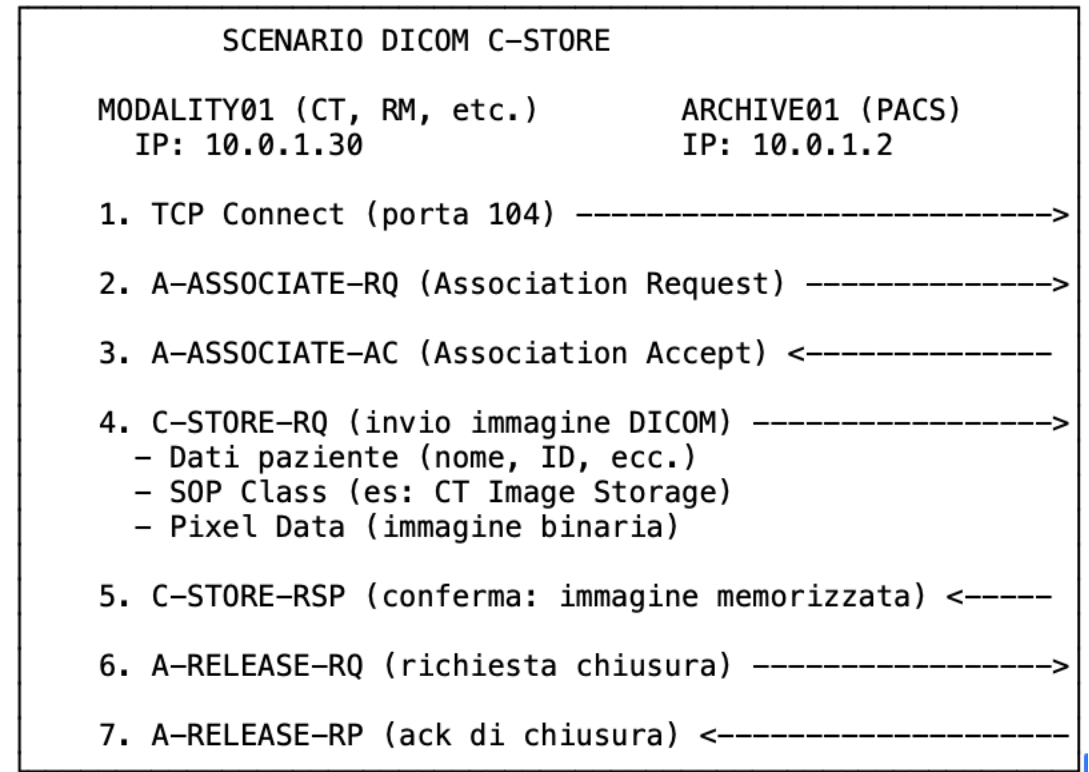 SCENARIO DICOM C-STORE
MODALITY01 (CT, RM, etc.) ARCHIVE01 (PACS)
IP: 10.0.1.30 IP: 10.0.1.2
1. TCP Connect (porta 104) --------------------------->
2. A-ASSOCIATE-RQ (Association Request) -------------->
3. A-ASSOCIATE-AC (Association Accept) <--------------
4. C-STORE-RQ (invio immagine DICOM) ----------------->
- Dati paziente (nome, ID, ecc.)
- SOP Class (es: CT Image Storage)
- Pixel Data (immagine binaria)
5. C-STORE-RSP (conferma: immagine memorizzata) <-----
6. A-RELEASE-RQ (richiesta chiusura) ----------------->
7. A-RELEASE-RP (ack di chiusura) <--------------------